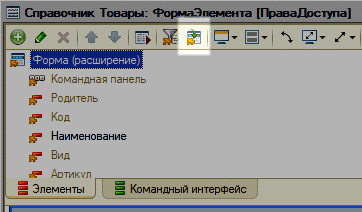 Справочник Товары: ФормаЭлемента [ПраваДоступа]
Форма (расширение)
Командная панель
Родитель
Код
Наименование
Вид
Артикул
Элементы
Командный интерфейс